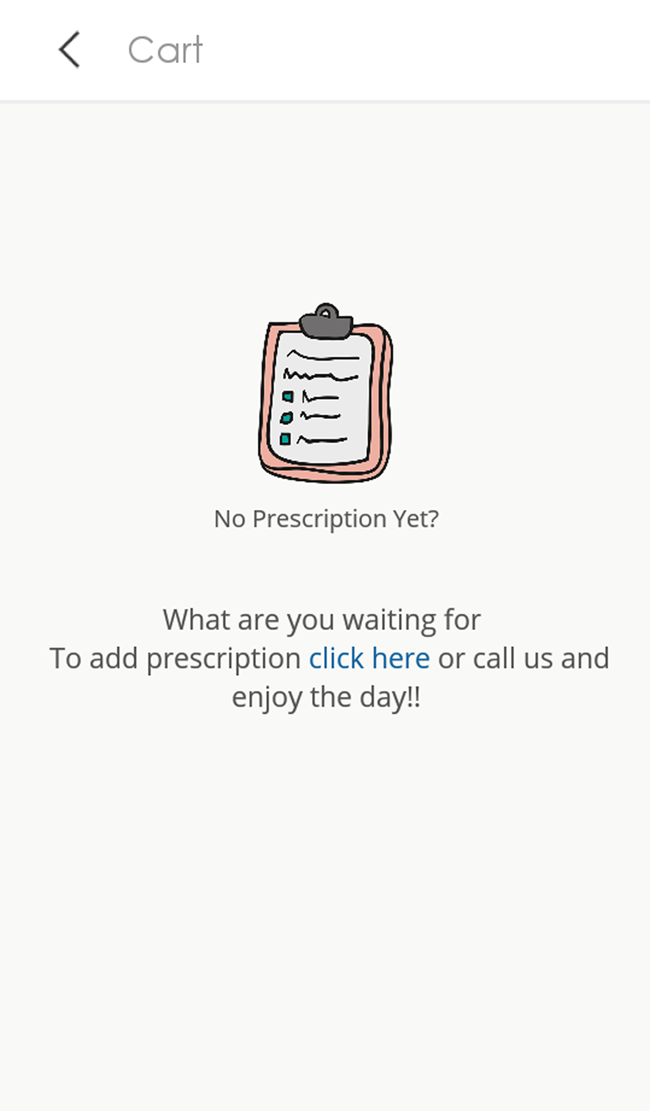 Cart
No Prescription Yet?
What are you waiting for
To add prescription click here or call us and
enjoy the day!!